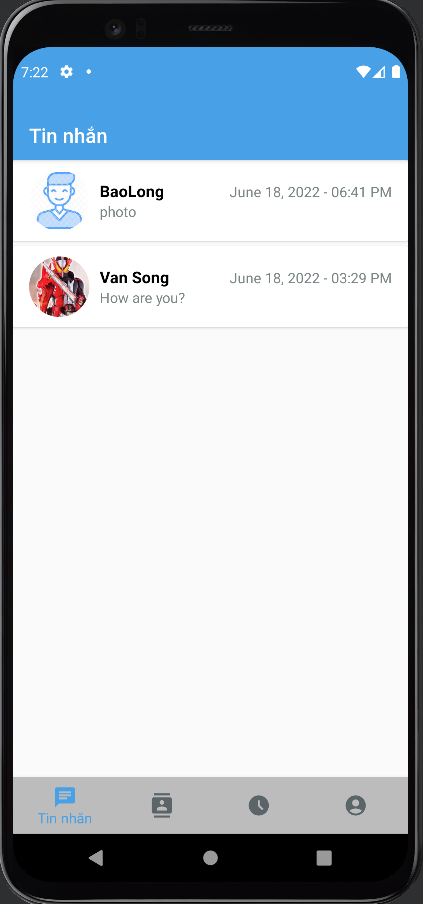 7:22
Tin nhắn
BaoLong June 18, 2022 - 06:41 PM
photo
Van Song June 18, 2022 - 03:29 PM
How are you?
Tin nhắn